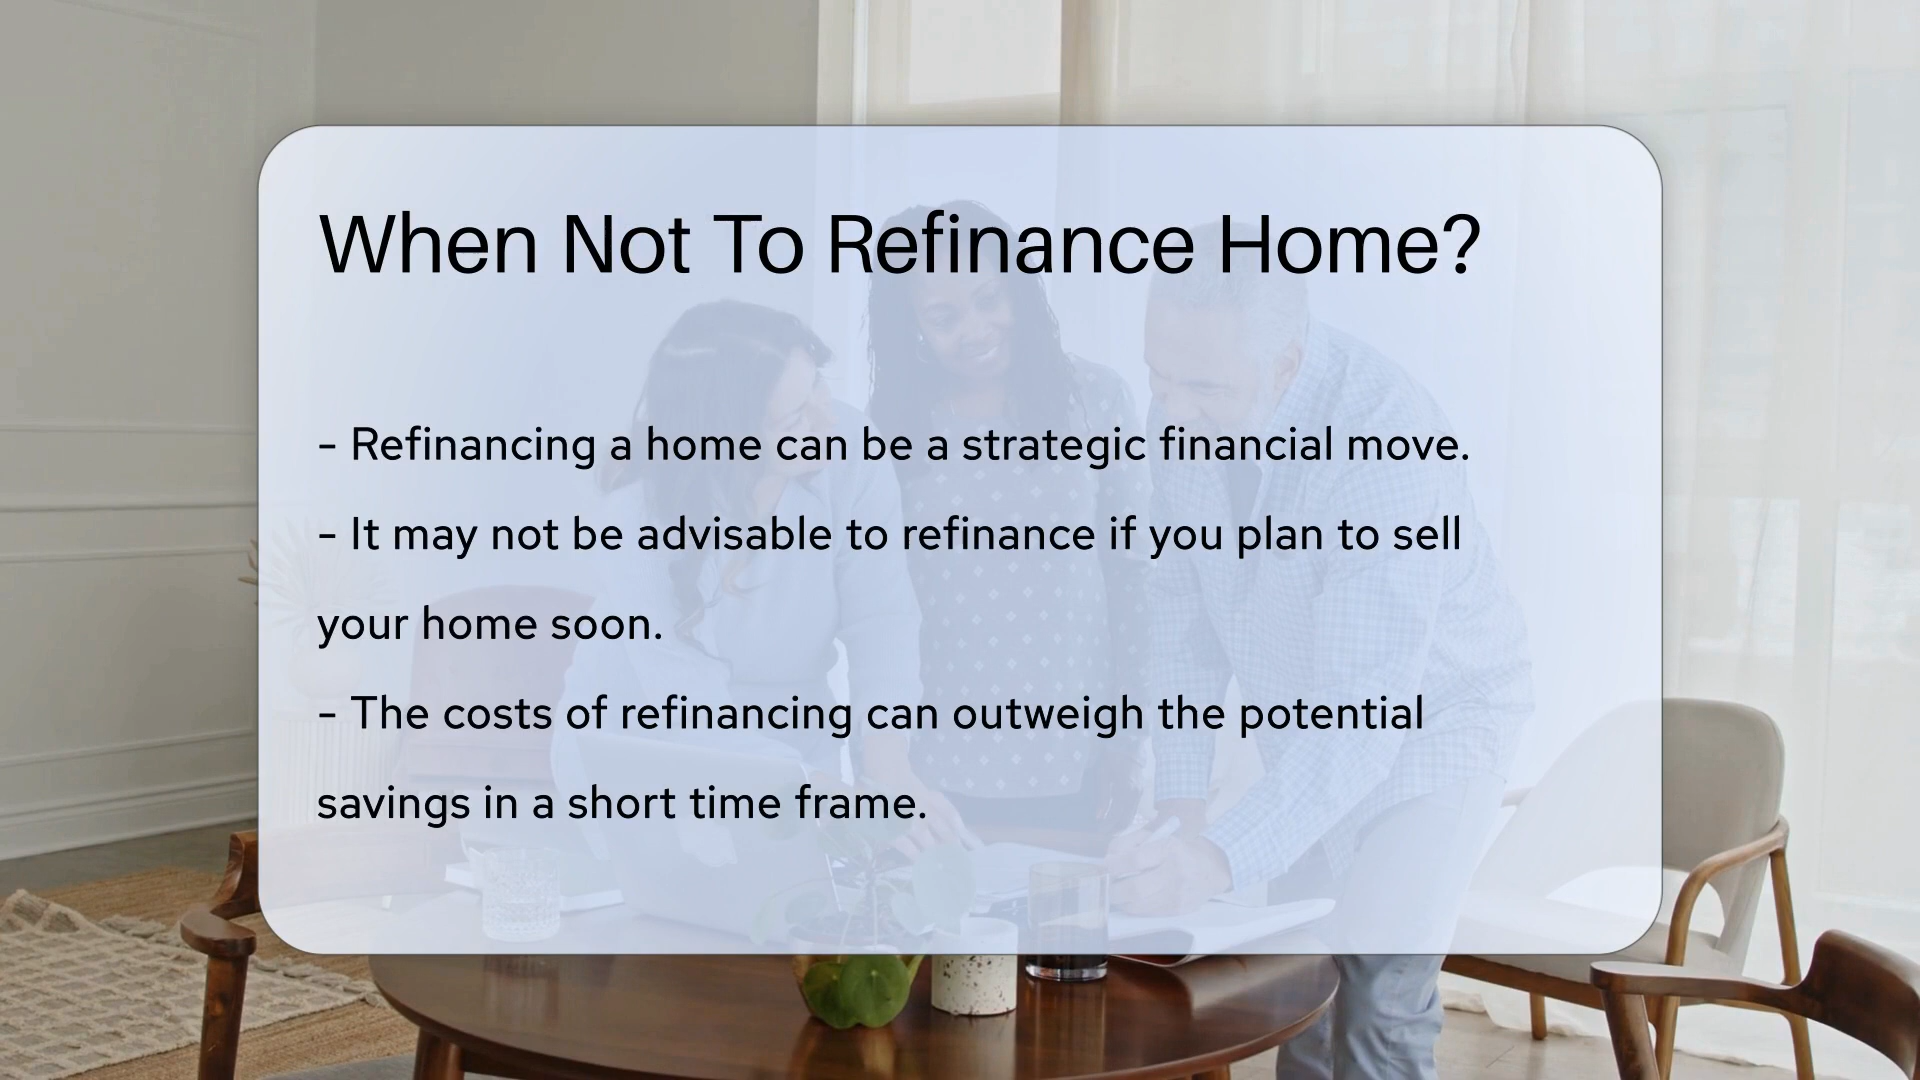 When Not To Refinance Home?
- Refinancing a home can be a strategic financial move.
- It may not be advisable to refinance if you plan to sell
your home soon.
- The costs of refinancing can outweigh the potential
savings in a short time frame.